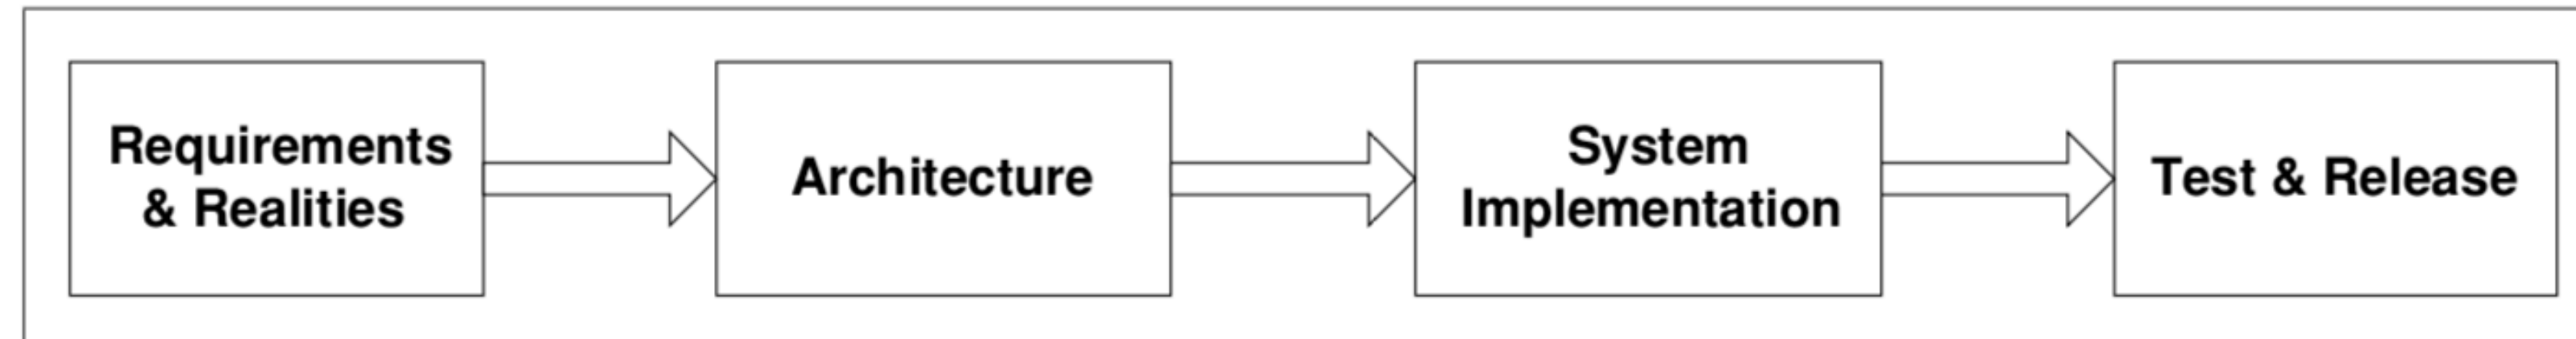 Requirements
& Realities
Architecture
System
Implementation
Test & Release